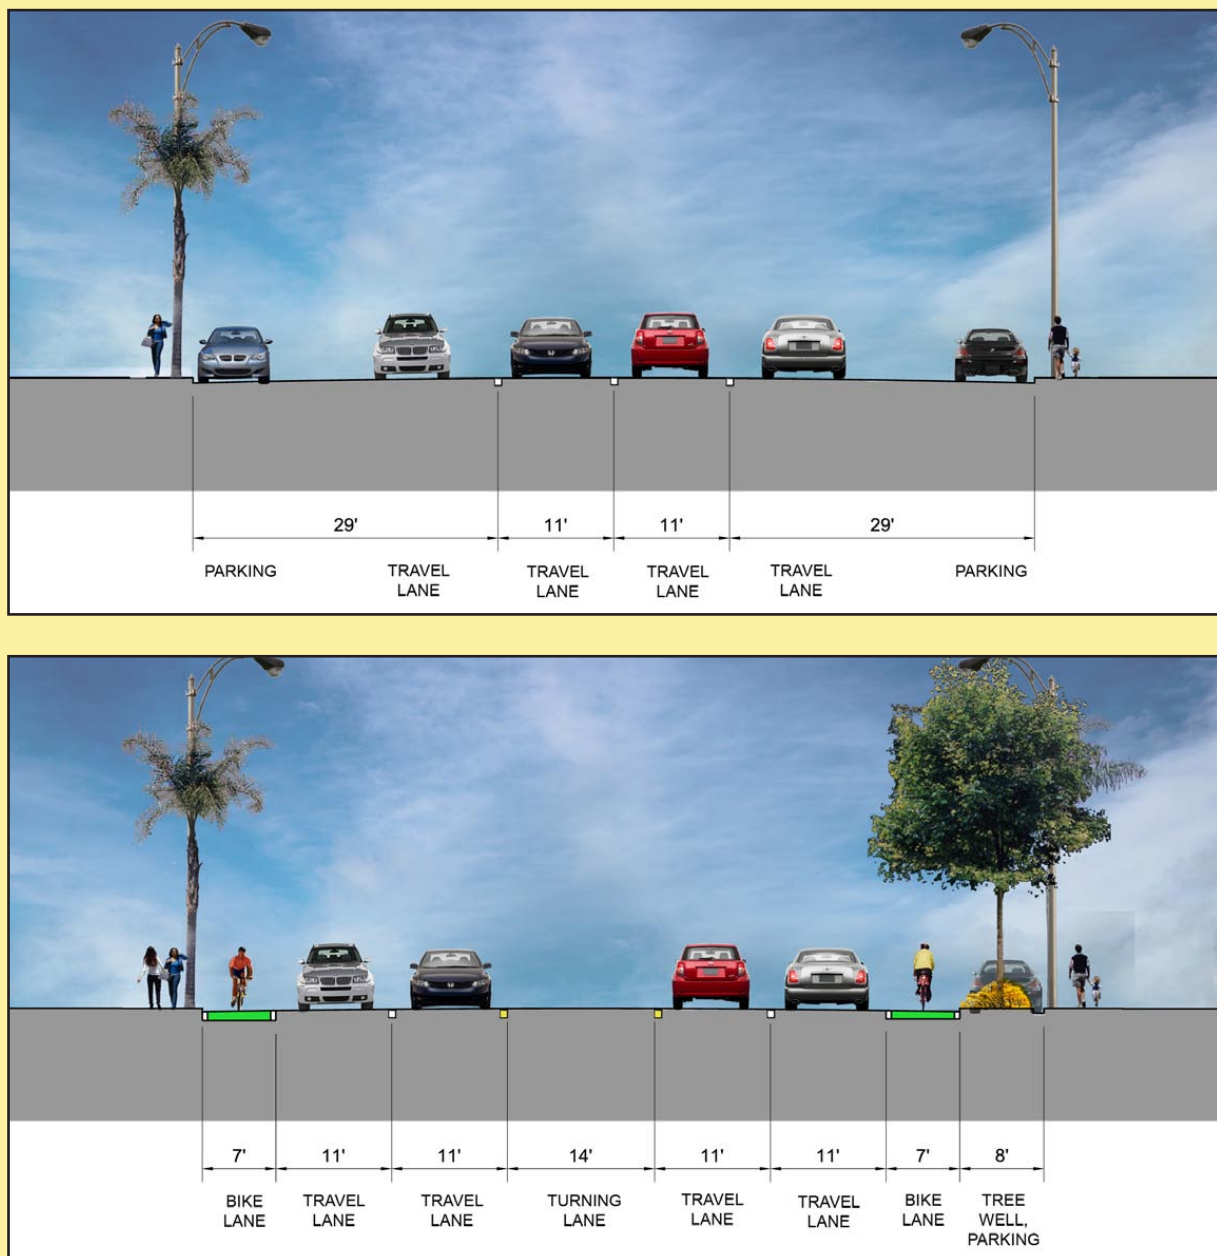 29'
11'
11'
29'
PARKING
TRAVEL
LANE
TRAVEL
LANE
TRAVEL
LANE
TRAVEL
LANE
PARKING
7'
11'
11'
14'
11'
11'
7'
8'
BIKE
LANE
TRAVEL
LANE
TRAVEL
LANE
TURNING
LANE
TRAVEL
LANE
TRAVEL
LANE
BIKE
LANE
TREE
WELL,
PARKING